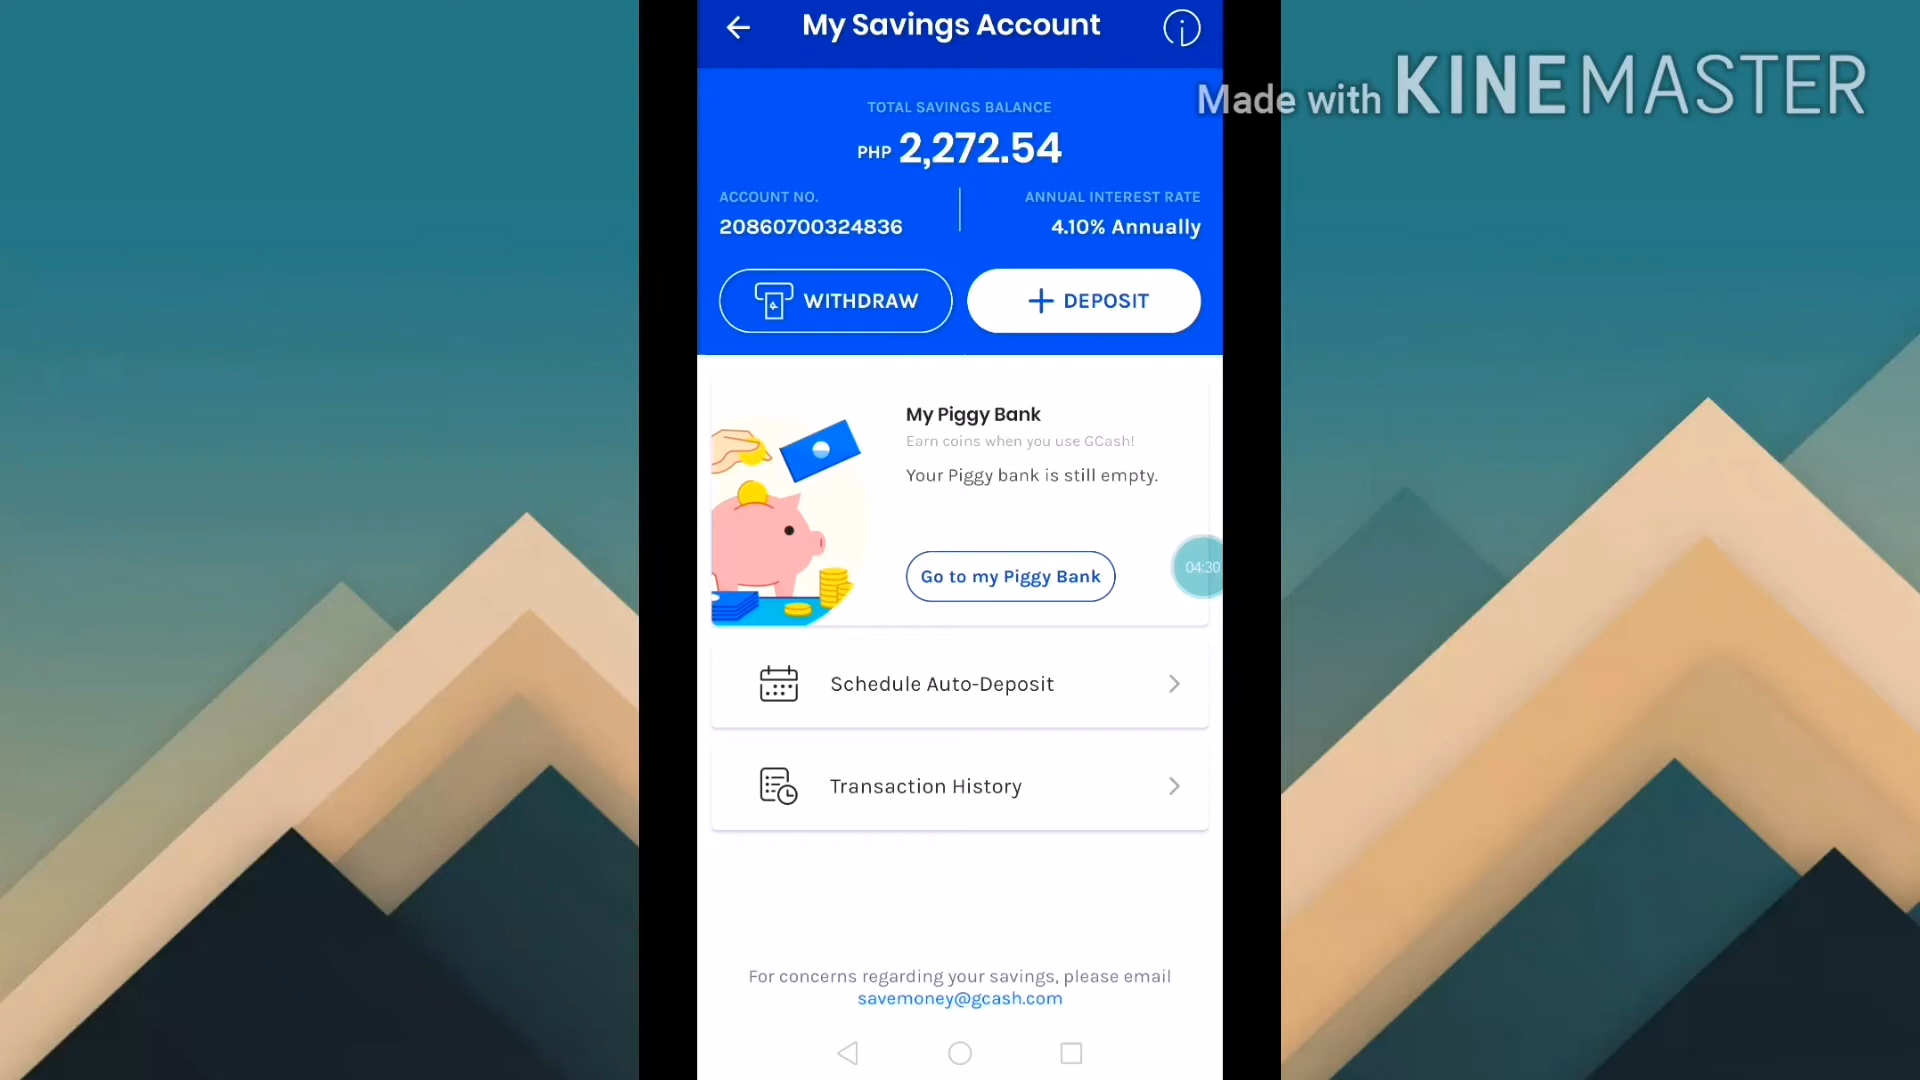 My Savings Account
Made with KINEMASTER
TOTAL SAVINGS BALANCE
PHP 2,272.54
ACCOUNT NO.
ANNUAL INTEREST RATE
20860700324836
4.10% Annually
WITHDRAW
DEPOSIT
My Piggy Bank
Earn coins when you use GCash!
Your Piggy bank is still empty.
Go to my Piggy Bank
04:30
Schedule Auto-Deposit
Transaction History
For concerns regarding your savings, please email
savemoney@gcash.com